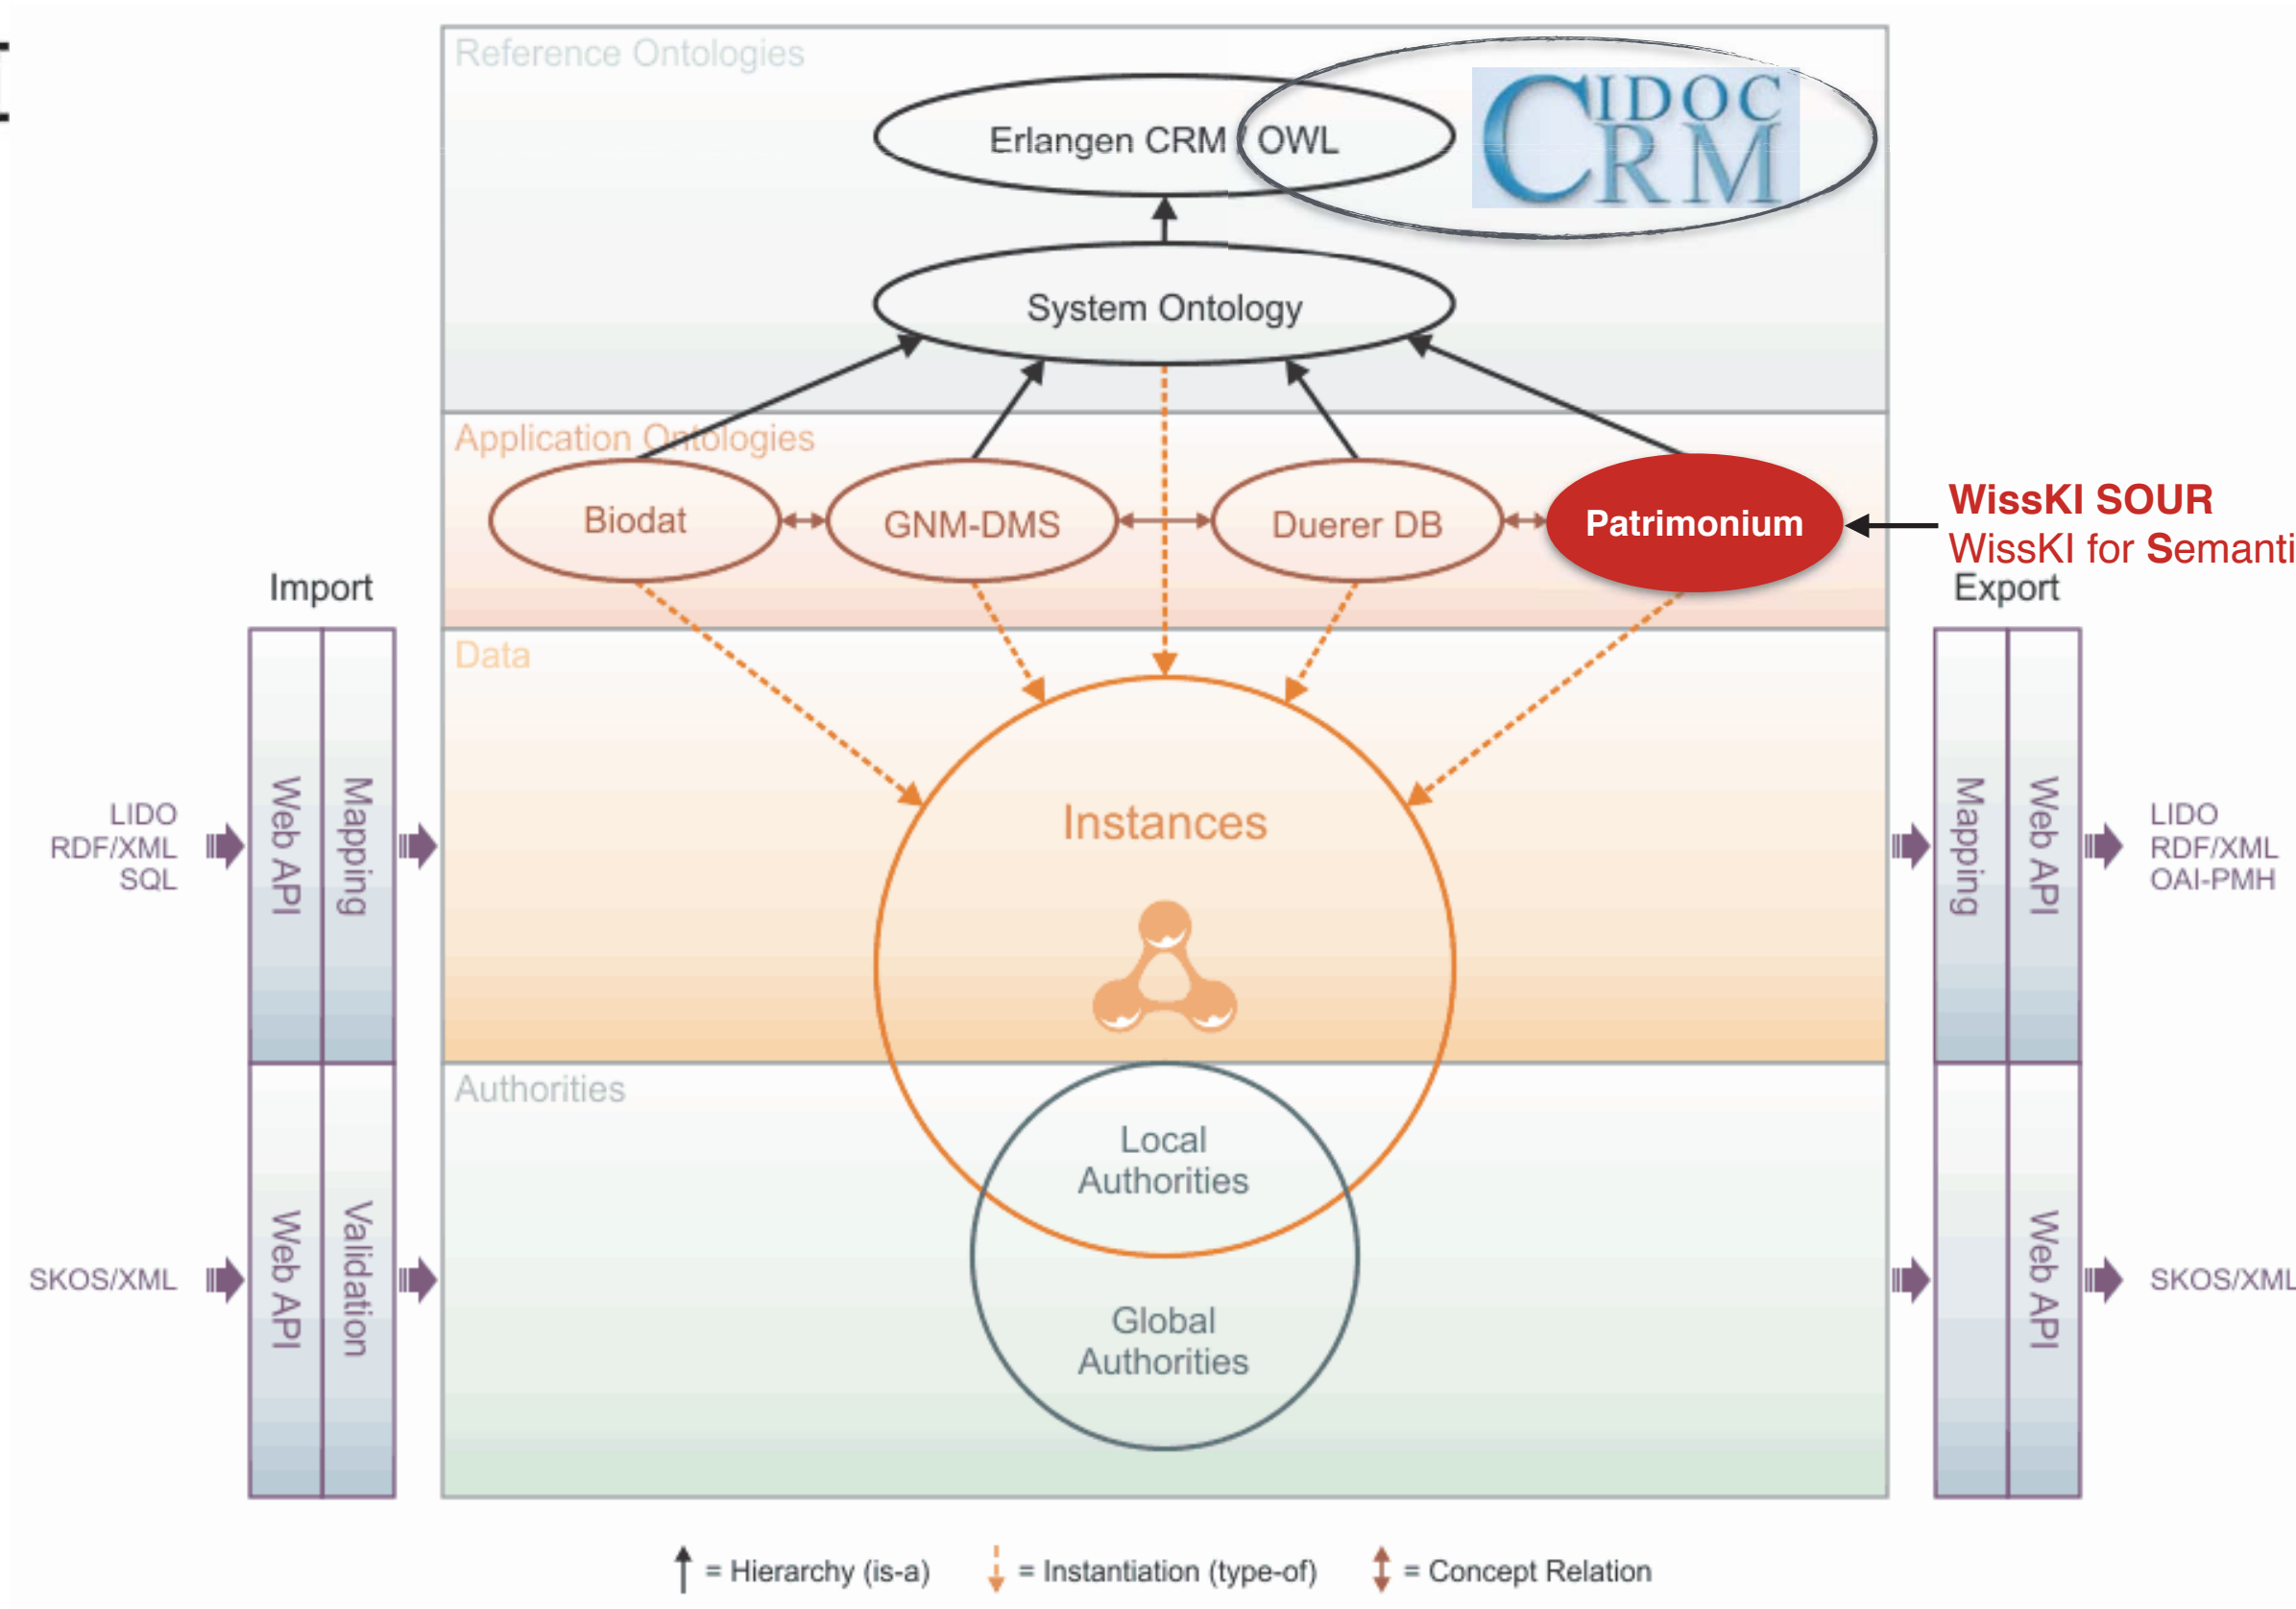 Reference Ontologies
Erlangen CRM / OWL
CIDOC
CRM
System Ontology
Application Ontologies
Biodat
GNM-DMS
Duerer DB
Patrimonium
WissKI SOUR
WissKI for Semanti
Import
Export
Data
Instances
LIDO
RDF/XML
SQL
Web API
Mapping
Mapping
Web API
LIDO
RDF/XML
OAI-PMH
Authorities
Local
Authorities
Global
Authorities
SKOS/XML
Web API
Validation
Web API
SKOS/XML
= Hierarchy (is-a)
= Instantiation (type-of)
= Concept Relation